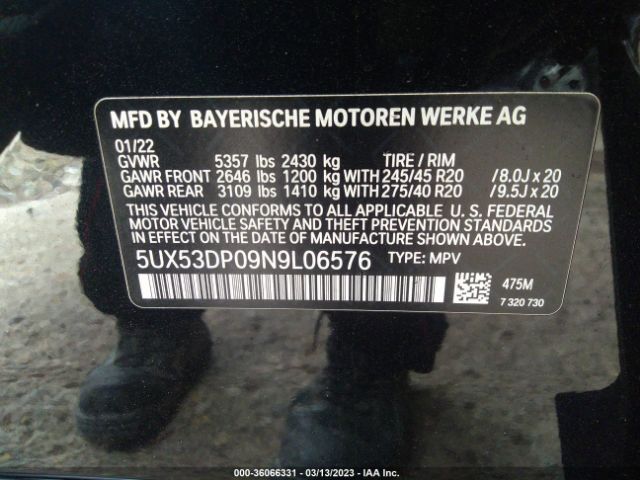 MFD BY BAYERISCHE MOTOREN WERKE AG
01/22
GVWR 5357 lbs 2430 kg TIRE / RIM
GAWR FRONT 2646 lbs 1200 kg WITH 245/45 R20 /8.0J x 20
GAWR REAR 3109 lbs 1410 kg WITH 275/40 R20 /9.5J x 20
THIS VEHICLE CONFORMS TO ALL APPLICABLE U. S. FEDERAL
MOTOR VEHICLE SAFETY AND THEFT PREVENTION STANDARDS
IN EFFECT ON THE DATE OF MANUFACTURE SHOWN ABOVE.
5UX53DP09N9L06576 TYPE: MPV
475M
7 320 730
000-36066331 / 03/13/2023 / IAA Inc.